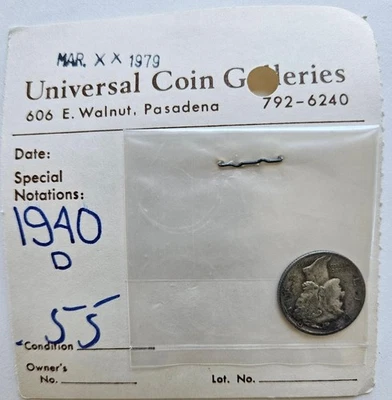 MAR. X X 1979
Universal Coin Galleries
606 E. Walnut, Pasadena 792-6240
Date:
Special
Notations:
1940
D
.55
Condition
Owner's
No. Lot. No.